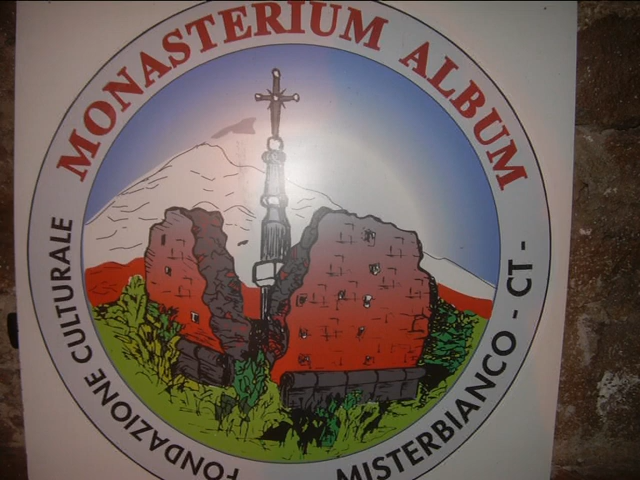 MONASTERIUM ALBUM
FONDAZIONE CULTURALE
MISTERBIANCO - CT -